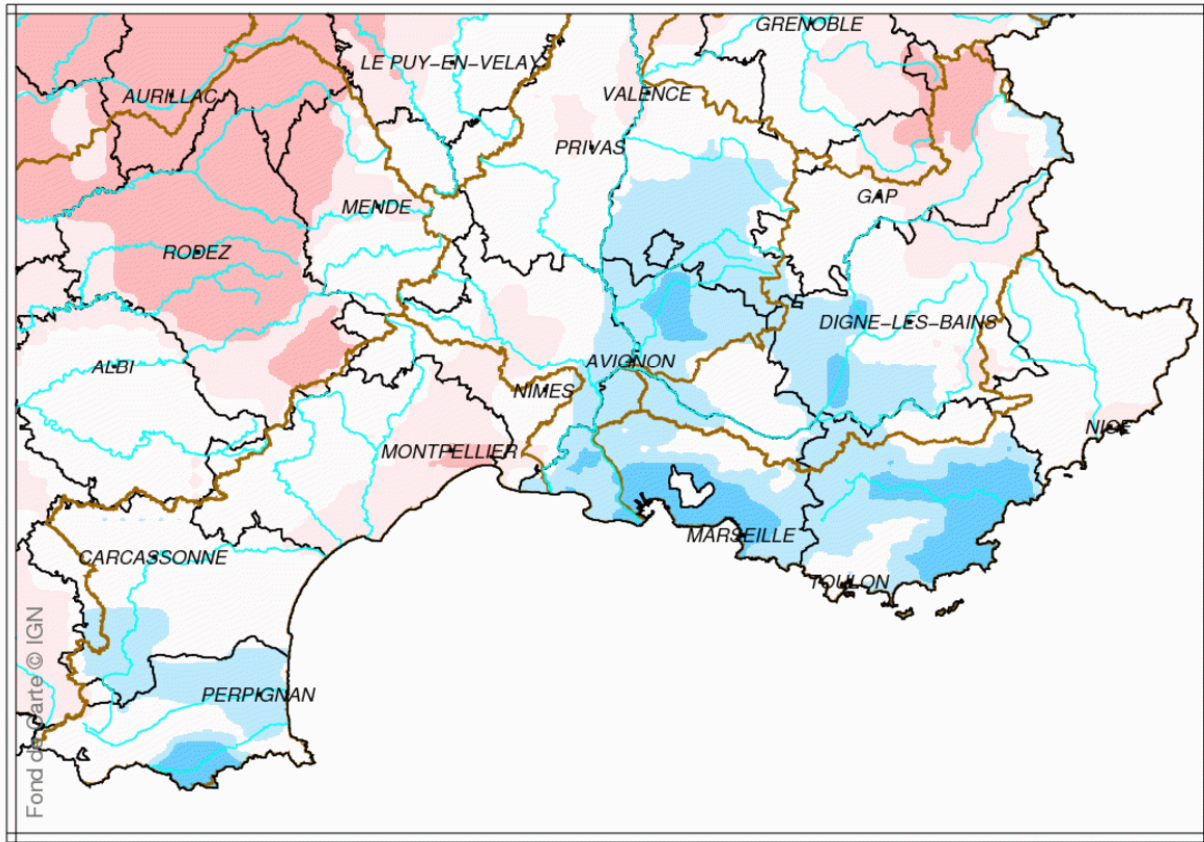 GRENOBLE
LE PUY-EN-VELAY
AURILLAC
VALENCE
PRIVAS
GAP
MENDE
RODEZ
DIGNE-LES-BAINS
ALBI
AVIGNON
NIMES
NICE
MONTPELLIER
MARSEILLE
CARCASSONNE
TOULON
PERPIGNAN
Fond de carte © IGN